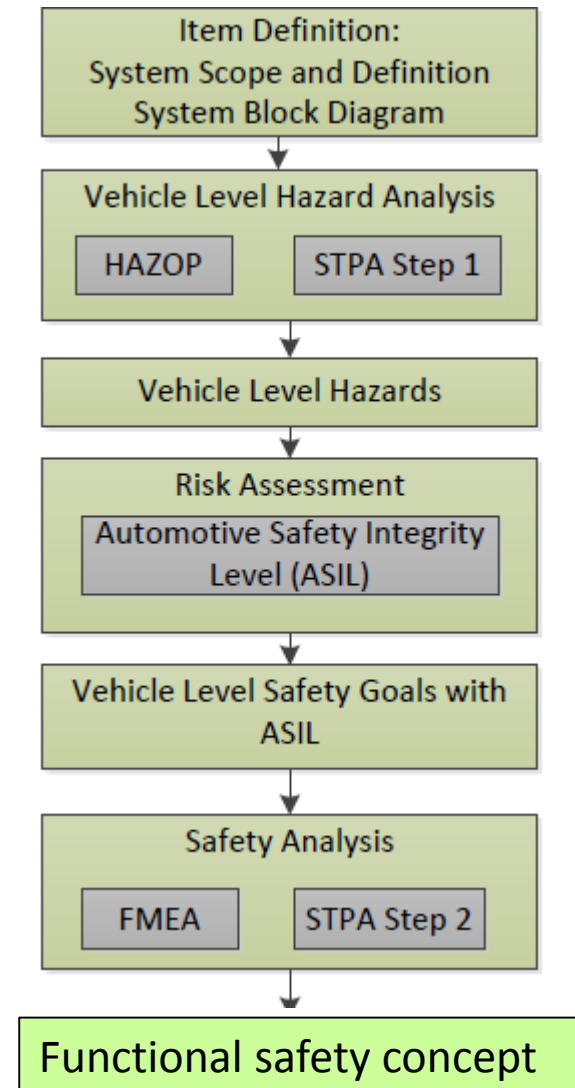 Item Definition:
System Scope and Definition
System Block Diagram
Vehicle Level Hazard Analysis
HAZOP
STPA Step 1
Vehicle Level Hazards
Risk Assessment
Automotive Safety Integrity
Level (ASIL)
Vehicle Level Safety Goals with
ASIL
Safety Analysis
FMEA
STPA Step 2
Functional safety concept